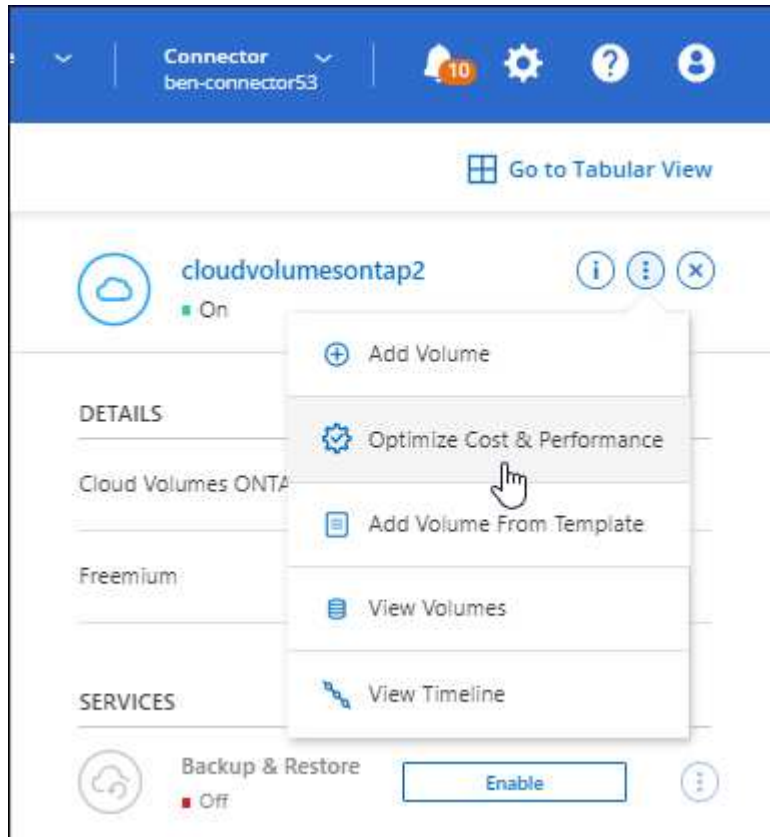 Connector
ben-connector53
10
Go to Tabular View
cloudvolumesontap2
On
Add Volume
DETAILS
Optimize Cost & Performance
Cloud Volumes ONTA
Add Volume From Template
Freemium
View Volumes
View Timeline
SERVICES
Backup & Restore
Enable
Off